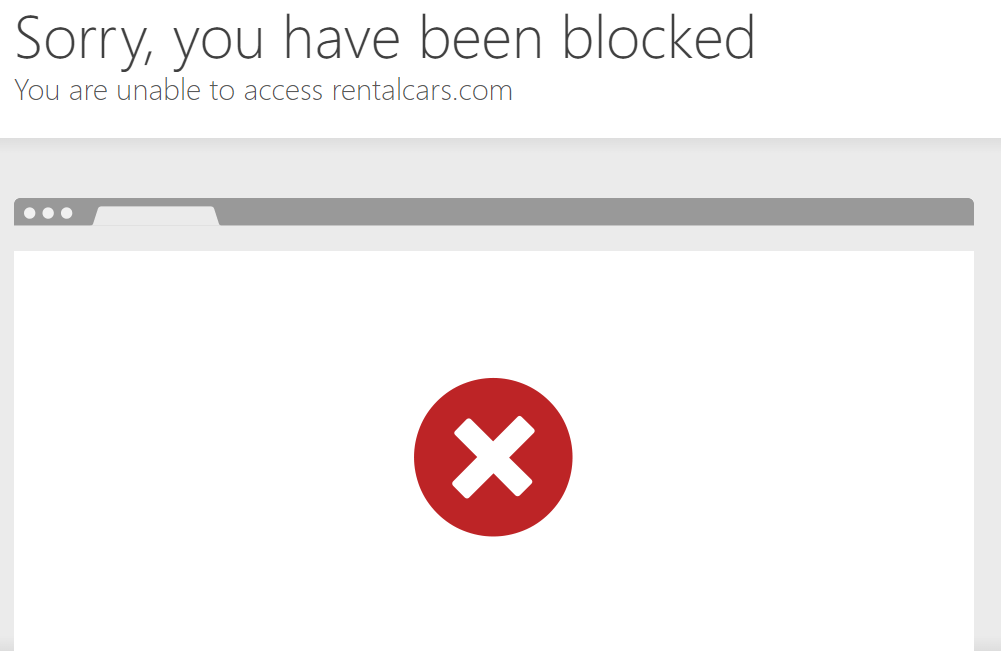 Sorry, you have been blocked
You are unable to access rentalcars.com